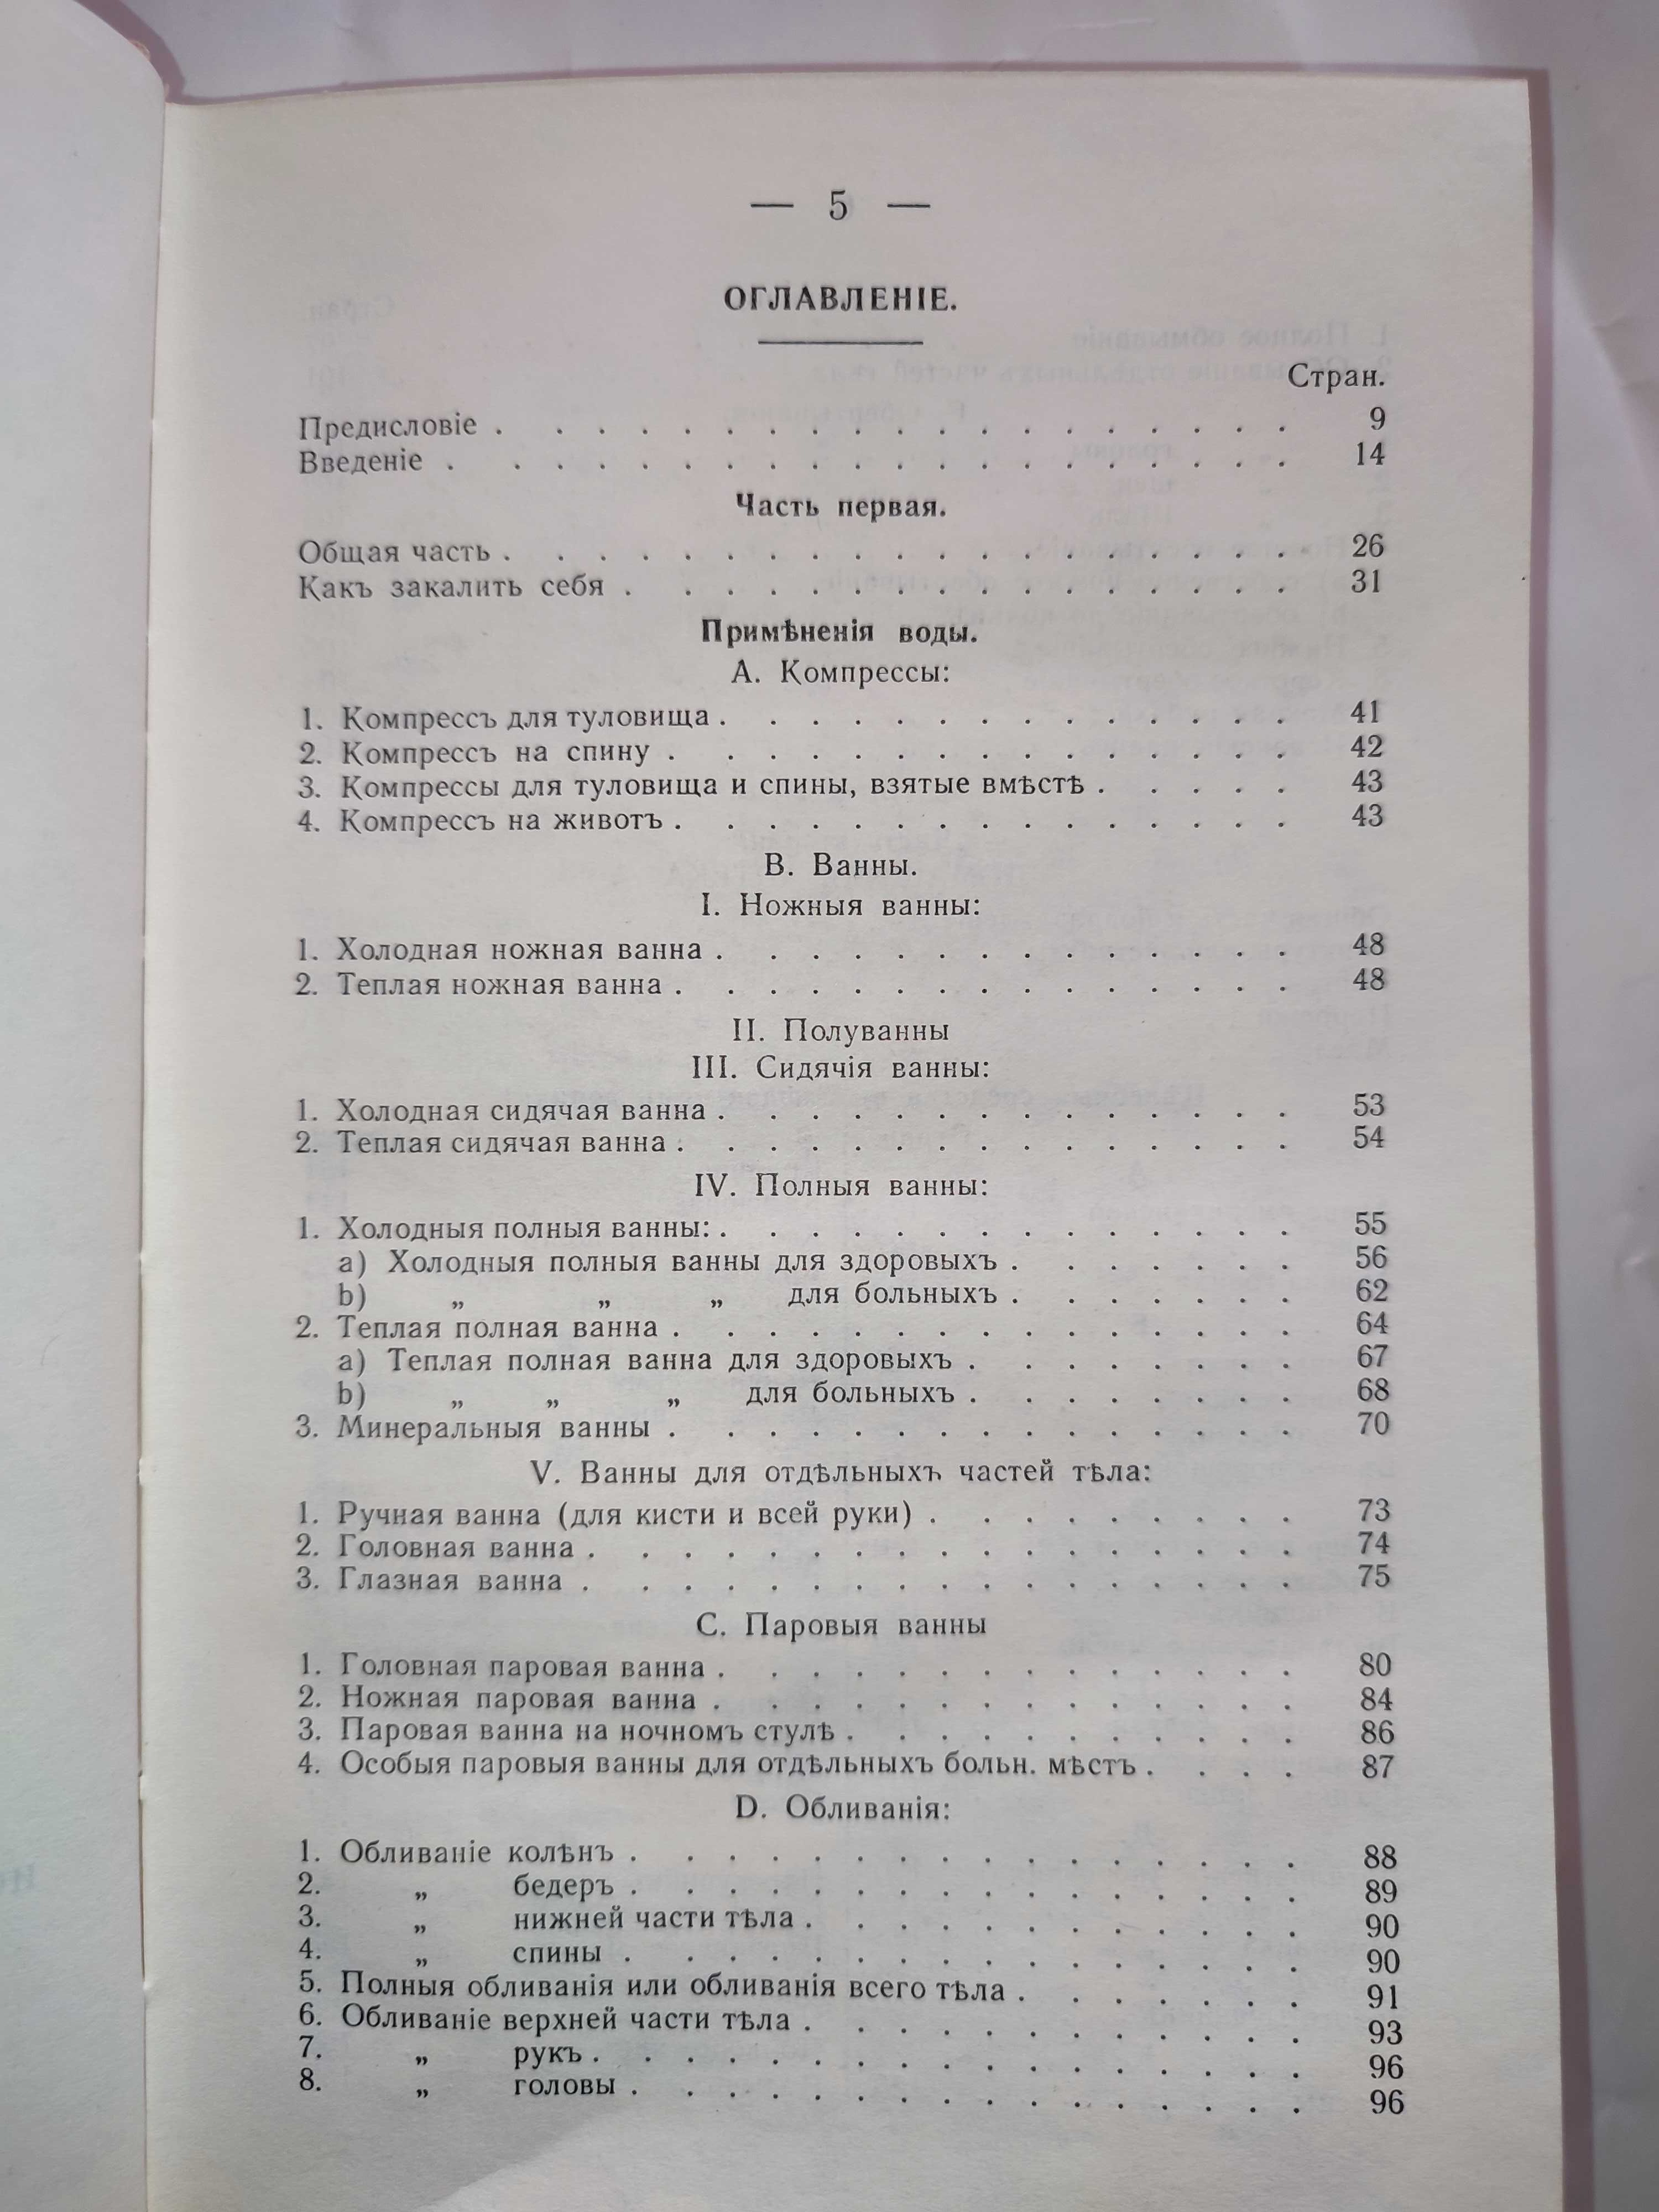 — 5 —
ОГЛАВЛЕНІЕ.
Стран.
Предисловіе . . . . . . . . . . . . . . . . . . . 9
Введеніе . . . . . . . . . . . . . . . . . . . . 14
Часть первая.
Общая часть . . . . . . . . . . . . . . . . . . . 26
Какъ закалить себя . . . . . . . . . . . . . . . . 31
Примѣненія воды.
А. Компрессы:
1. Компрессъ для туловища . . . . . . . . . . . . . . 41
2. Компрессъ на спину . . . . . . . . . . . . . . . 42
3. Компрессы для туловища и спины, взятые вмѣстѣ . . . . . 43
4. Компрессъ на животъ . . . . . . . . . . . . . . . 43
В. Ванны.
I. Ножныя ванны:
1. Холодная ножная ванна . . . . . . . . . . . . . . 48
2. Теплая ножная ванна . . . . . . . . . . . . . . . 48
II. Полуванны
III. Сидячія ванны:
1. Холодная сидячая ванна . . . . . . . . . . . . . . 53
2. Теплая сидячая ванна . . . . . . . . . . . . . . . 54
IV. Полныя ванны:
1. Холодныя полныя ванны: . . . . . . . . . . . . . . 55
a) Холодныя полныя ванны для здоровыхъ . . . . . . . 56
b) „ „ „ для больныхъ . . . . . . . 62
2. Теплая полная ванна . . . . . . . . . . . . . . . 64
a) Теплая полная ванна для здоровыхъ . . . . . . . . 67
b) „ „ „ для больныхъ . . . . . . . . 68
3. Минеральныя ванны . . . . . . . . . . . . . . . 70
V. Ванны для отдѣльныхъ частей тѣла:
1. Ручная ванна (для кисти и всей руки) . . . . . . . . . 73
2. Головная ванна . . . . . . . . . . . . . . . . . 74
3. Глазная ванна . . . . . . . . . . . . . . . . . 75
С. Паровыя ванны
1. Головная паровая ванна . . . . . . . . . . . . . . 80
2. Ножная паровая ванна . . . . . . . . . . . . . . 84
3. Паровая ванна на ночномъ стулѣ . . . . . . . . . . . 86
4. Особыя паровыя ванны для отдѣльныхъ больн. мѣстъ . . . . 87
D. Обливанія:
1. Обливаніе колѣнъ . . . . . . . . . . . . . . . . 88
2. „ бедеръ . . . . . . . . . . . . . . . . 89
3. „ нижней части тѣла . . . . . . . . . . . . 90
4. „ спины . . . . . . . . . . . . . . . . 90
5. Полныя обливанія или обливанія всего тѣла . . . . . . . 91
6. Обливаніе верхней части тѣла . . . . . . . . . . . . 93
7. „ рукъ . . . . . . . . . . . . . . . . . 96
8. „ головы . . . . . . . . . . . . . . . . 96